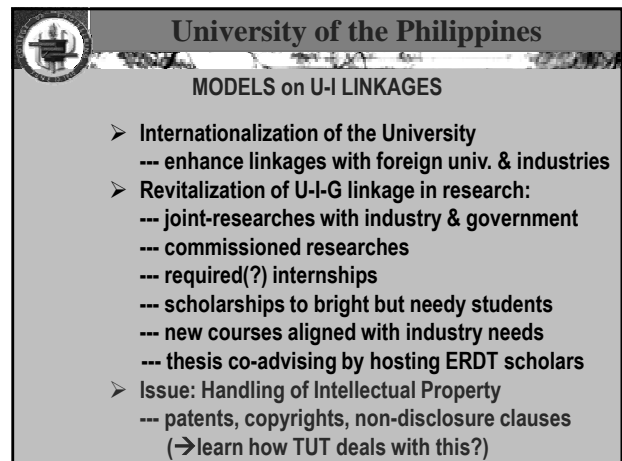 University of the Philippines
MODELS on U-I LINKAGES
➢ Internationalization of the University
--- enhance linkages with foreign univ. & industries
➢ Revitalization of U-I-G linkage in research:
--- joint-researches with industry & government
--- commissioned researches
--- required(?) internships
--- scholarships to bright but needy students
--- new courses aligned with industry needs
--- thesis co-advising by hosting ERDT scholars
➢ Issue: Handling of Intellectual Property
--- patents, copyrights, non-disclosure clauses
(→learn how TUT deals with this?)